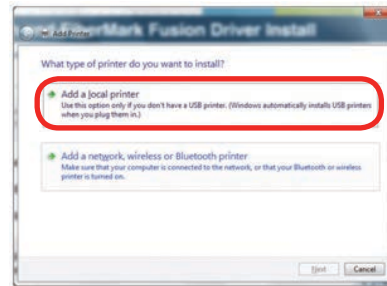 FiberMark Fusion Driver Install
Add Printer
What type of printer do you want to install?
Add a local printer
Use this option only if you don't have a USB printer. (Windows automatically installs USB printers
when you plug them in.)
Add a network, wireless or Bluetooth printer
Make sure that your computer is connected to the network, or that your Bluetooth or wireless
printer is turned on.
Next
Cancel